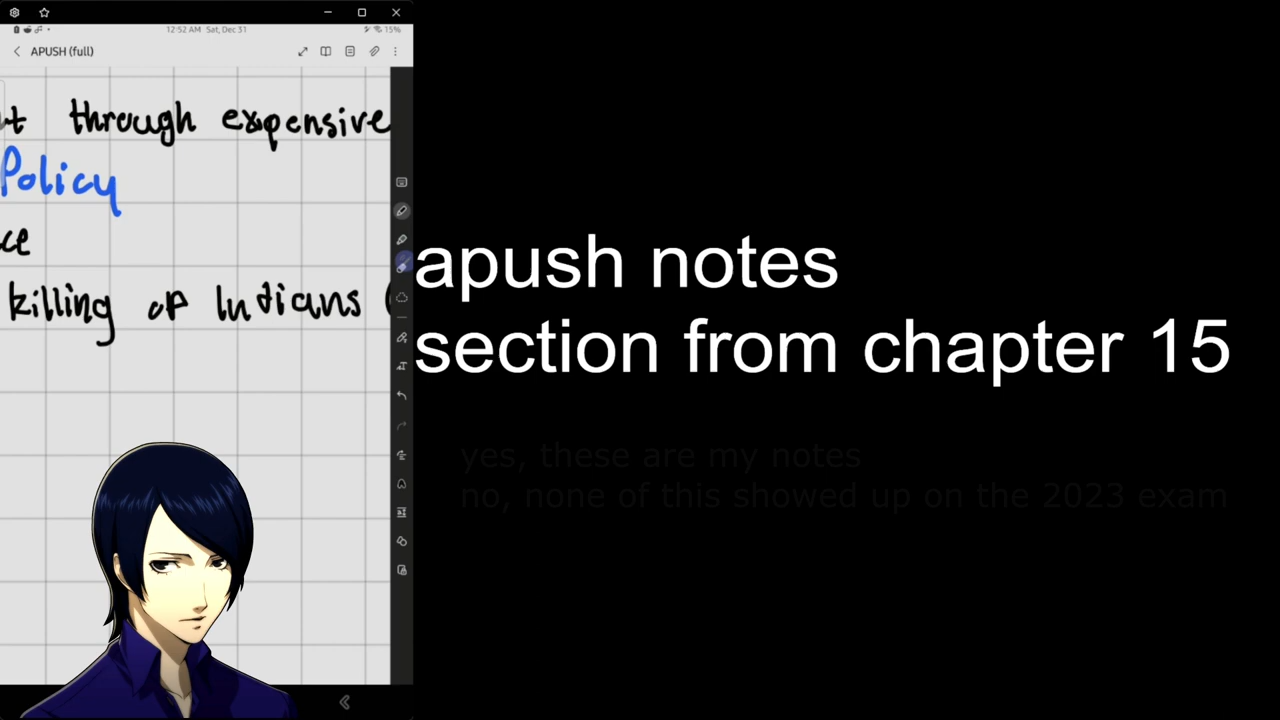 12:52 AM Sat, Dec 31
15%
APUSH (full)
through expensive
Policy
killing of Indians
apush notes
section from chapter 15
yes, these are my notes
no, none of this showed up on the 2023 exam